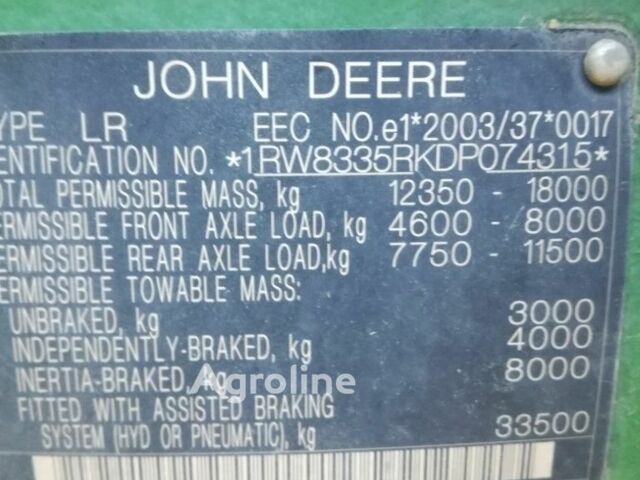 JOHN DEERE
YPE LR EEC NO.e1*2003/37*0017
ENTIFICATION NO. *1RW8335RKDP074315*
OTAL PERMISSIBLE MASS, kg 12350 - 18000
ERMISSIBLE FRONT AXLE LOAD, kg 4600 - 8000
ERMISSIBLE REAR AXLE LOAD,kg 7750 - 11500
ERMISSIBLE TOWABLE MASS:
UNBRAKED, kg 3000
INDEPENDENTLY-BRAKED, kg 4000
INERTIA-BRAKED, kg 8000
Agroline
FITTED WITH ASSISTED BRAKING
SYSTEM (HYD OR PNEUMATIC), kg 33500